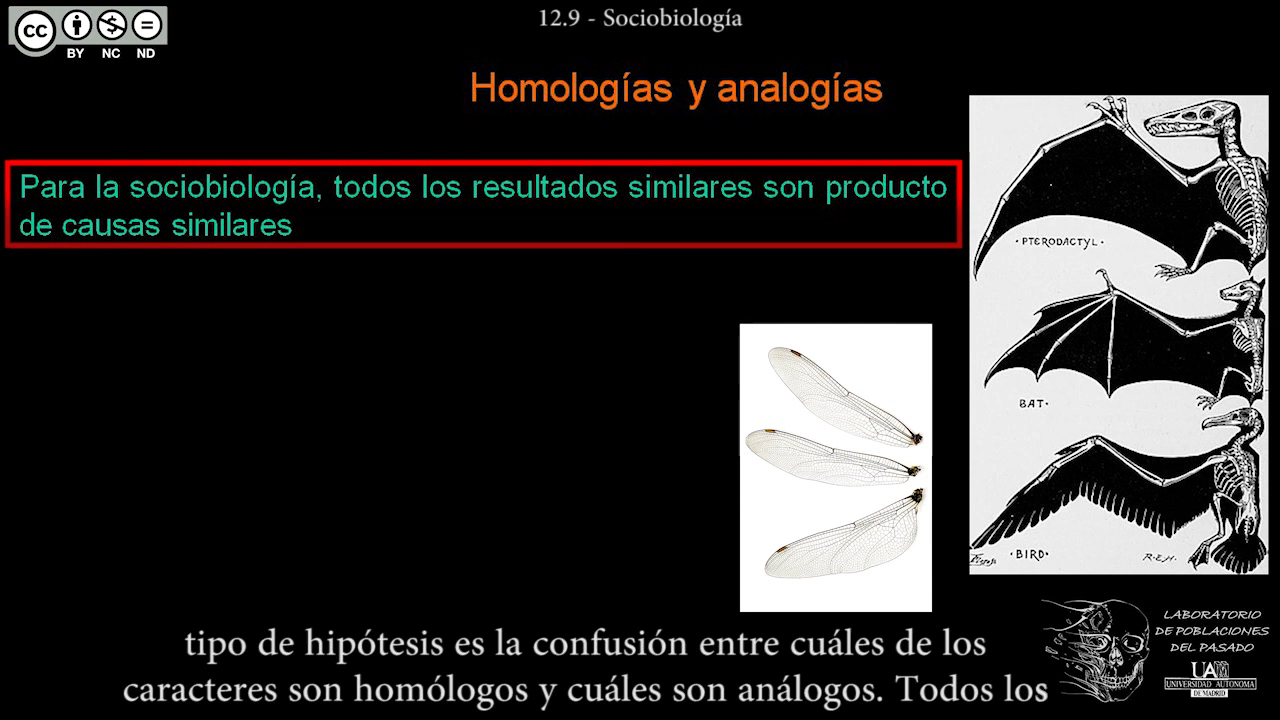 12.9 - Sociobiología
cc
BY NC ND
Homologías y analogías
Para la sociobiología, todos los resultados similares son producto
de causas similares
· PTERODACTYL ·
BAT·
· BIRD·
R·E·H·
tipo de hipótesis es la confusión entre cuáles de los
caracteres son homólogos y cuáles son análogos. Todos los
LABORATORIO
DE POBLACIONES
DEL PASADO
UAM
UNIVERSIDAD AUTONOMA
DE MADRID